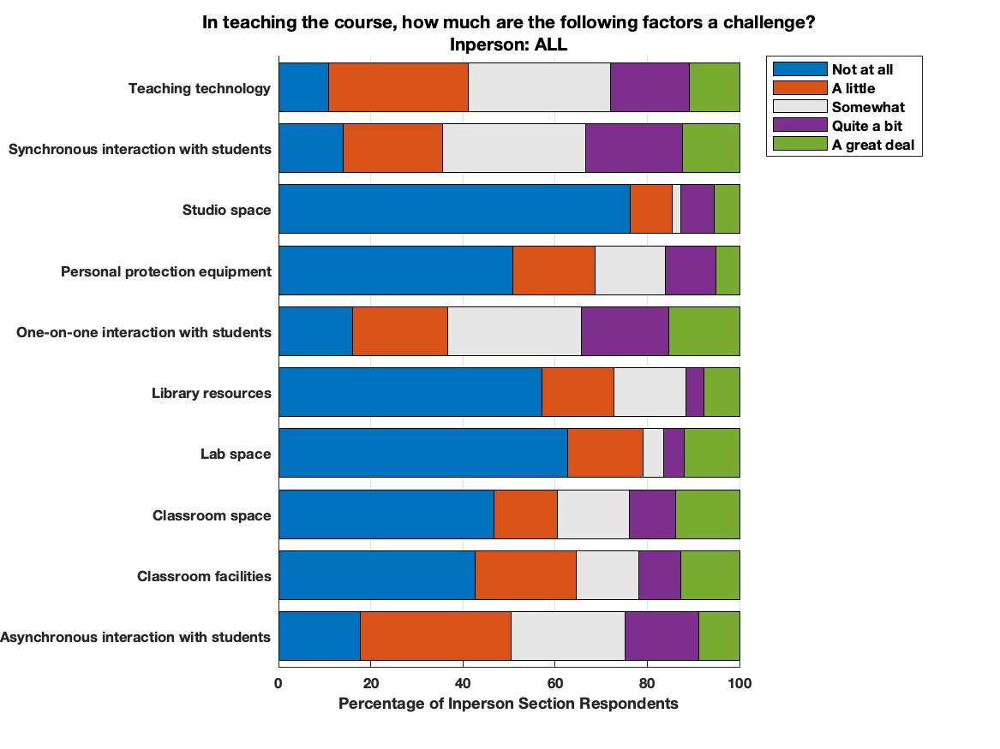 In teaching the course, how much are the following factors a challenge?
Inperson: ALL
Not at all
A little
Somewhat
Quite a bit
A great deal
Teaching technology
Synchronous interaction with students
Studio space
Personal protection equipment
One-on-one interaction with students
Library resources
Lab space
Classroom space
Classroom facilities
Asynchronous interaction with students
0 20 40 60 80 100
Percentage of Inperson Section Respondents